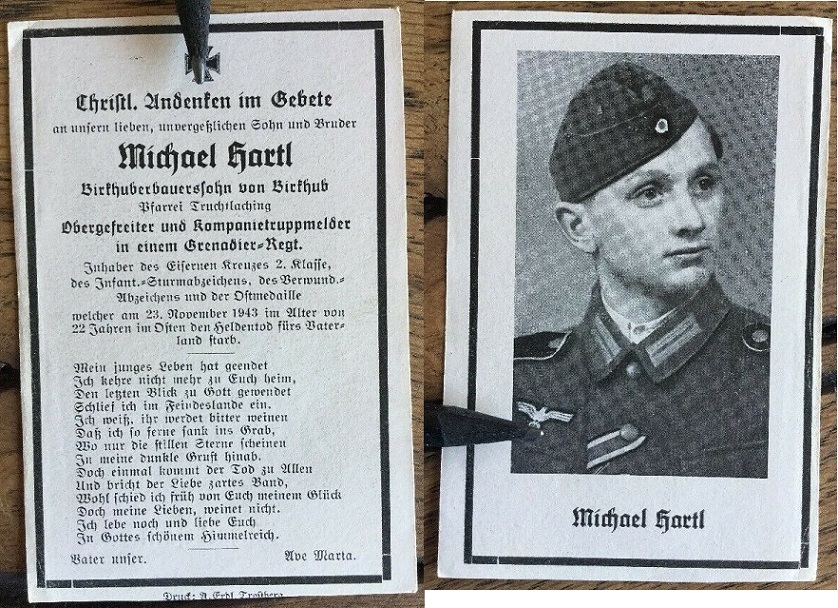 Christl. Andenken im Gebete
an unsern lieben, unvergeßlichen Sohn und Bruder
Michael Hartl
Birkhuberbauerssohn von Birkhub
Pfarrei Truchtlaching
Obergefreiter und Kompanietruppmelder
in einem Grenadier=Regt.
Inhaber des Eisernen Kreuzes 2. Klasse,
des Infant.=Sturmabzeichens, des Verwund.=
Abzeichens und der Ostmedaille
welcher am 23. November 1943 im Alter von
22 Jahren im Osten den Heldentod fürs Vater=
land starb.
Mein junges Leben hat geendet
Ich kehre nicht mehr zu Euch heim,
Den letzten Blick zu Gott gewendet
Schlief ich im Feindeslande ein.
Ich weiß, ihr werdet bitter weinen
Daß ich so ferne sank ins Grab,
Wo nur die stillen Sterne scheinen
In meine dunkle Gruft hinab.
Doch einmal kommt der Tod zu Allen
Und bricht der Liebe zartes Band,
Wohl schied ich früh von Euch meinem Glück
Doch meine Lieben, weinet nicht.
Ich lebe noch und liebe Euch
In Gottes schönem Himmelreich.
Vater unser. Ave Maria.
Druck: A. Erdl Trostberg
Michael Hartl